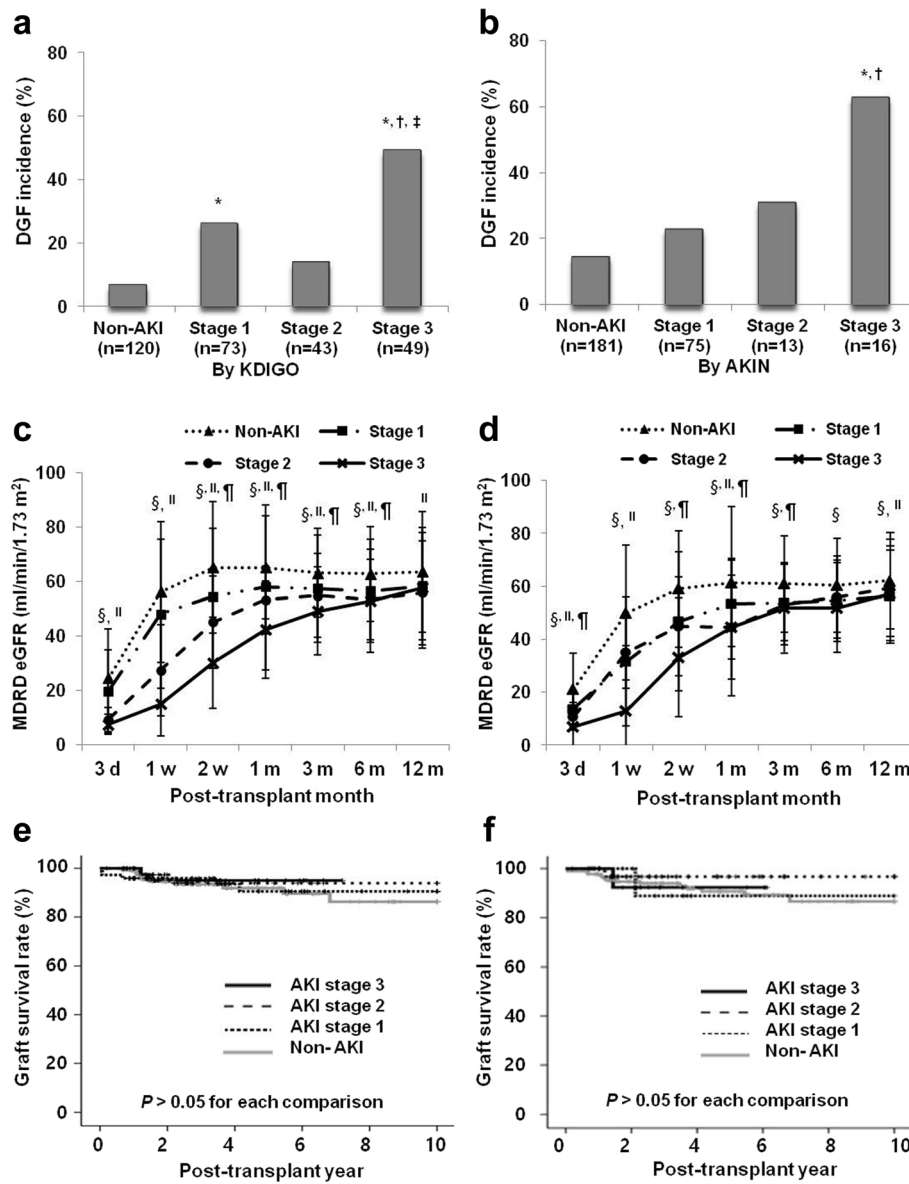 a
80
60
40
20
0
DGF incidence (%)
*
*, †, ‡
Non-AKI Stage 1 Stage 2 Stage 3
(n=120) (n=73) (n=43) (n=49)
By KDIGO
b
80
60
40
20
0
DGF incidence (%)
*, †
Non-AKI Stage 1 Stage 2 Stage 3
(n=181) (n=75) (n=13) (n=16)
By AKIN
c
Non-AKI Stage 1
Stage 2 Stage 3
100
80
60
40
20
0
MDRD eGFR (ml/min/1.73 m²)
§, ǁ
§, ǁ
§, ǁ, ¶
§, ǁ, ¶
§, ǁ, ¶
§, ǁ, ¶
ǁ
3 d 1 w 2 w 1 m 3 m 6 m 12 m
Post-transplant month
d
Non-AKI Stage 1
Stage 2 Stage 3
100
80
60
40
20
0
MDRD eGFR (ml/min/1.73 m²)
§, ǁ, ¶
§, ǁ
§, ¶
§, ǁ, ¶
§, ¶
§
§, ǁ
3 d 1 w 2 w 1 m 3 m 6 m 12 m
Post-transplant month
e
100
80
60
40
20
0
Graft survival rate (%)
AKI stage 3
AKI stage 2
AKI stage 1
Non- AKI
P > 0.05 for each comparison
0 2 4 6 8 10
Post-transplant year
f
100
80
60
40
20
0
Graft survival rate (%)
AKI stage 3
AKI stage 2
AKI stage 1
Non- AKI
P > 0.05 for each comparison
0 2 4 6 8 10
Post-transplant year